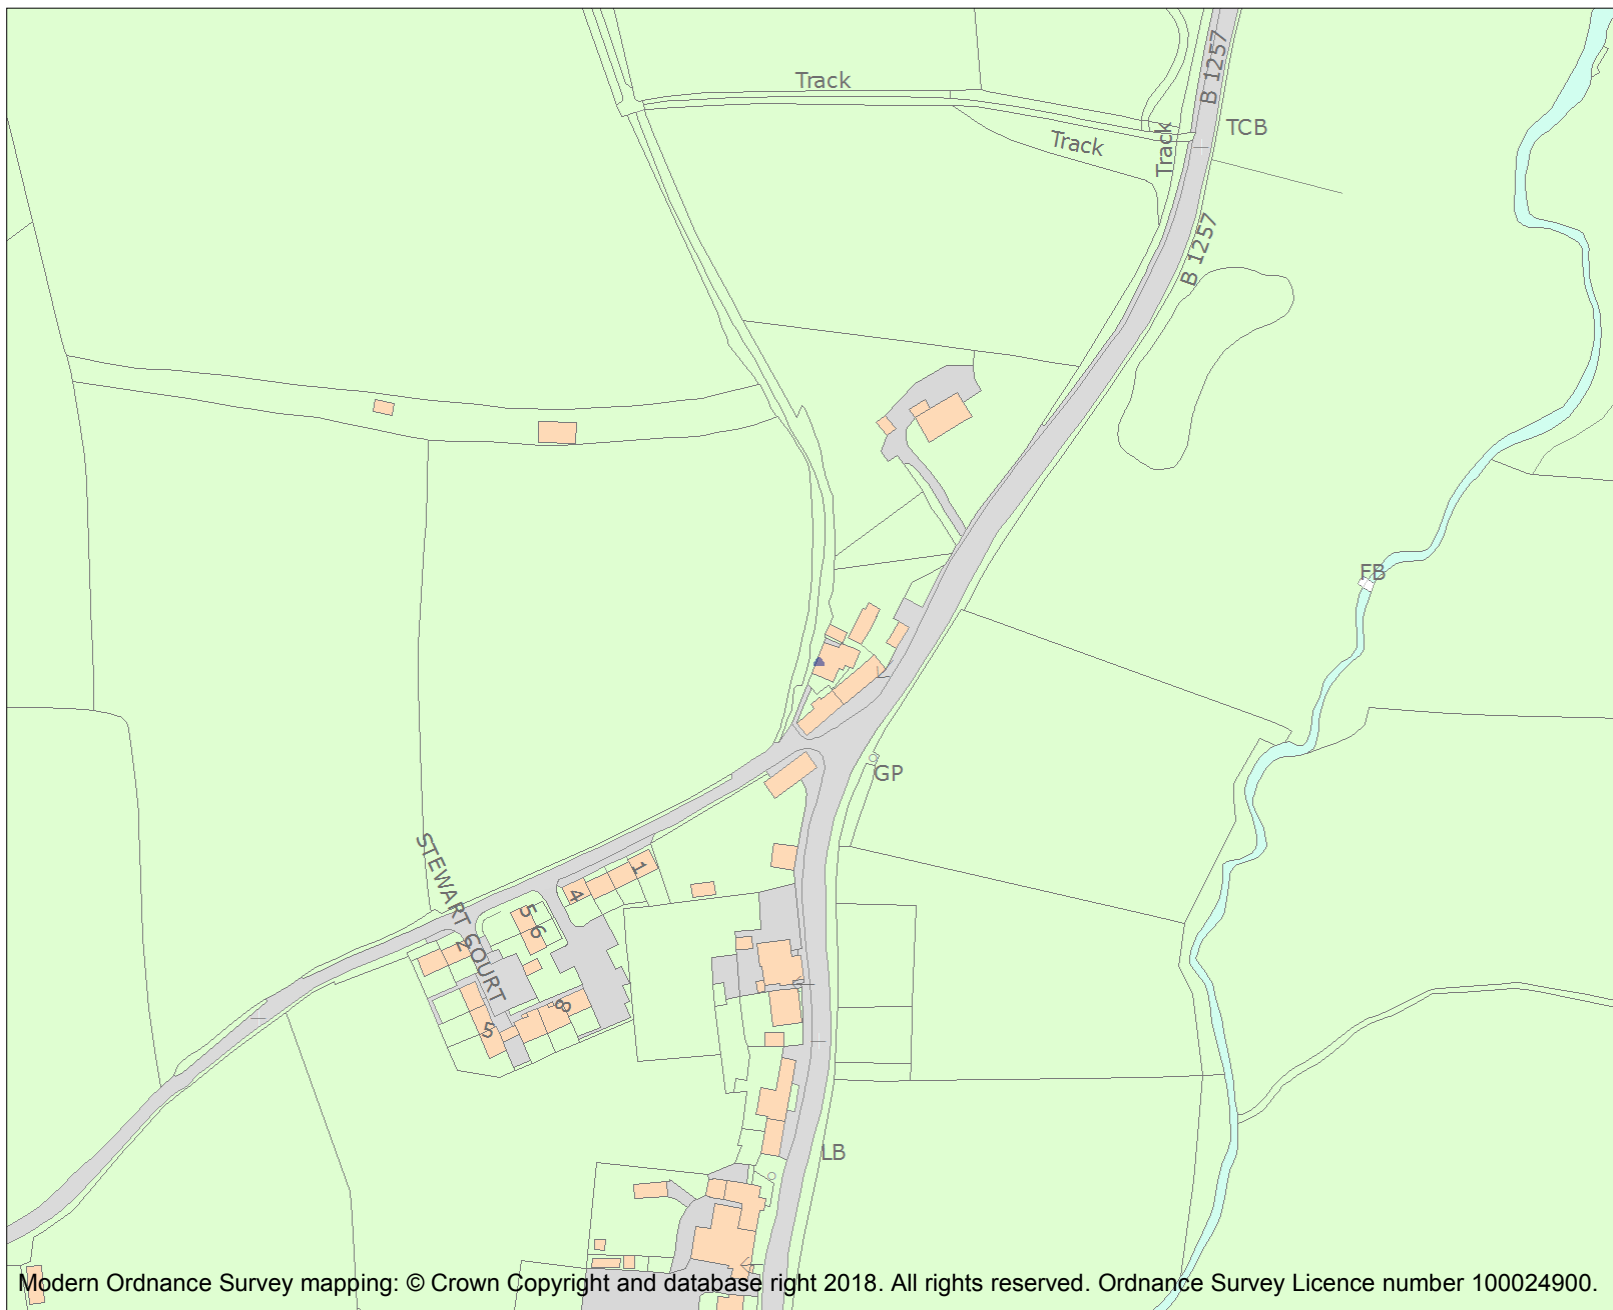 Track
B 1257
TCB
Track
Track
B 1257
FB
GP
STEWART COURT
1
4
5
6
2
8
5
LB
Modern Ordnance Survey mapping: © Crown Copyright and database right 2018. All rights reserved. Ordnance Survey Licence number 100024900.